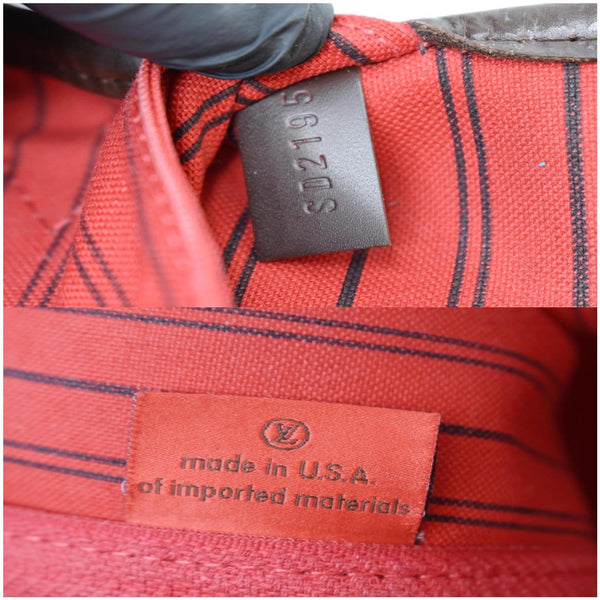 SD2195
LV
made in U.S.A.
of imported materials